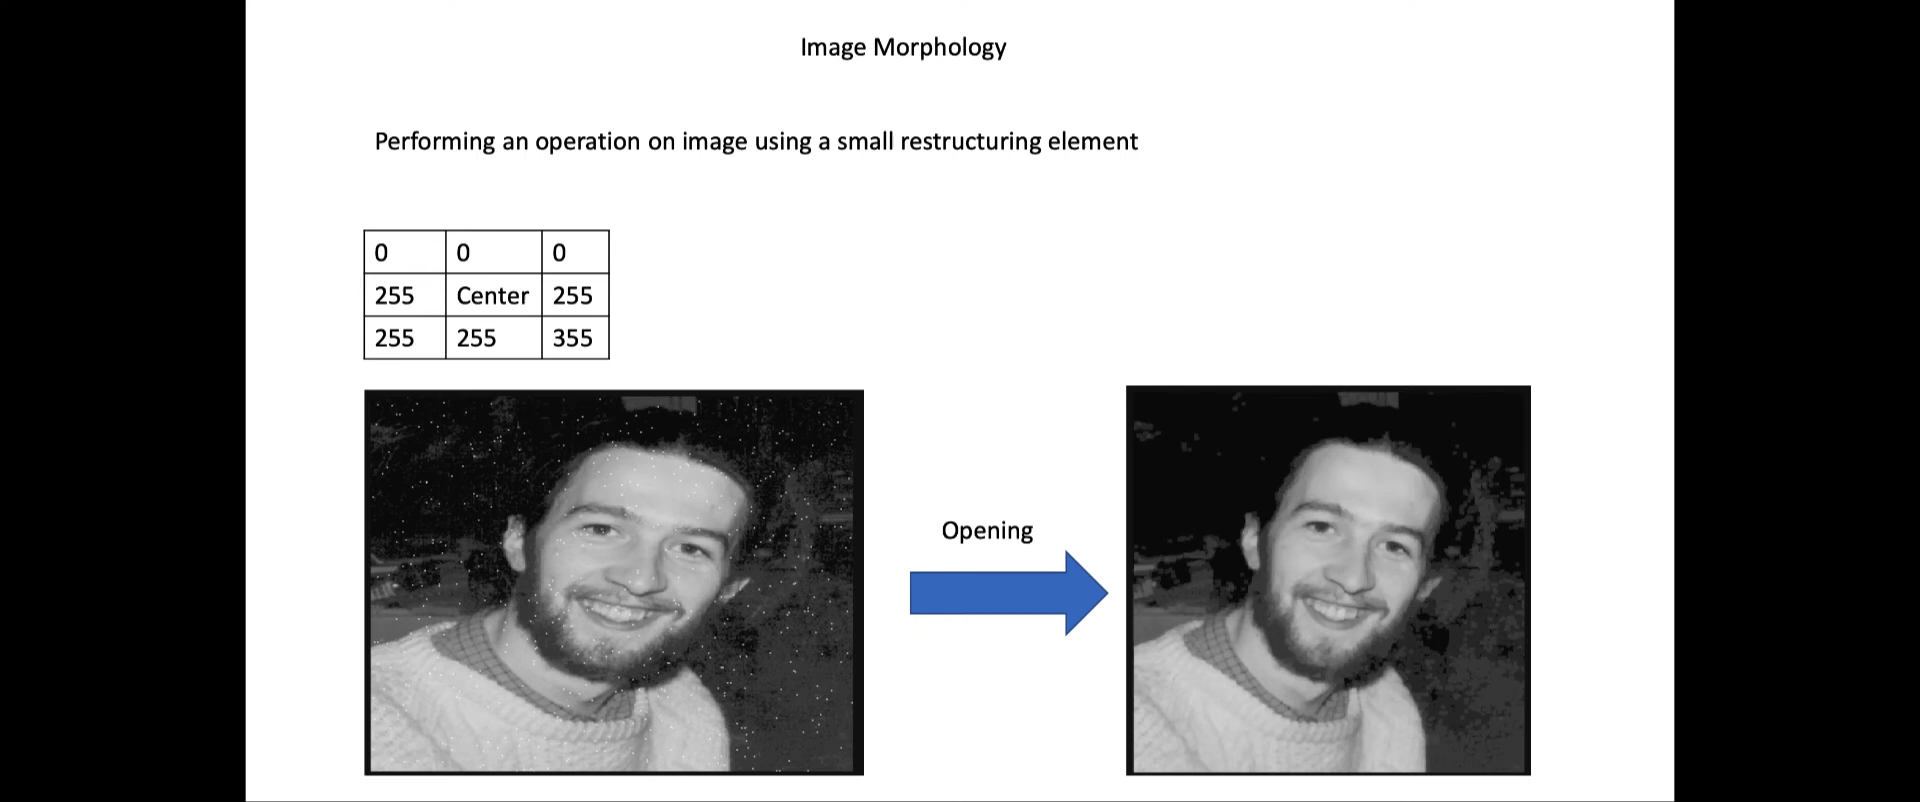 Image Morphology
Performing an operation on image using a small restructuring element
0 0 0
255 Center 255
255 255 355
Opening